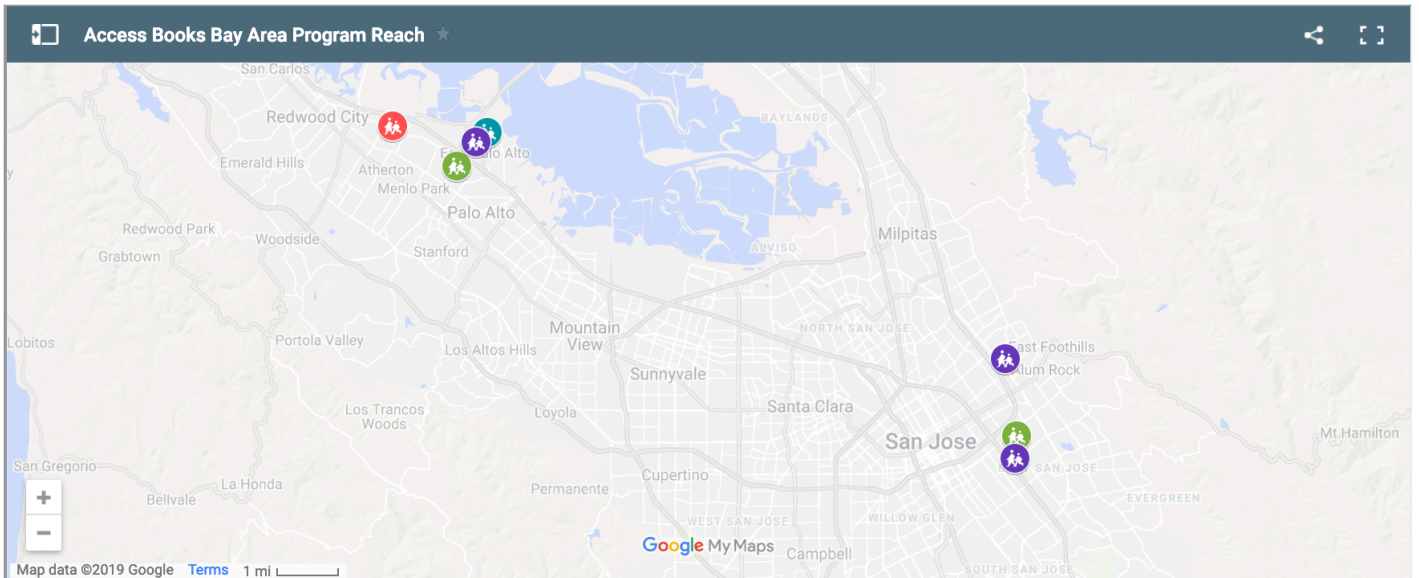 Access Books Bay Area Program Reach
San Carlos
Redwood City
BAYLANDS
Emerald Hills
Atherton
Menlo Park
Palo Alto
Redwood Park
Woodside
Stanford
Grabtown
Milpitas
ALVISO
Mountain
View
NORTH SAN JOSE
Lobitos
Portola Valley
Los Altos Hills
East Foothills
Alum Rock
Sunnyvale
Los Trancos
Woods
Loyola
Santa Clara
San Jose
Mt Hamilton
San Gregorio
La Honda
Cupertino
SAN JOSE
Bellvale
Permanente
EVERGREEN
WEST SAN JOSE
WILLOW GLEN
Google My Maps
Campbell
SOUTH SAN JOSE
Map data ©2019 Google Terms 1 mi